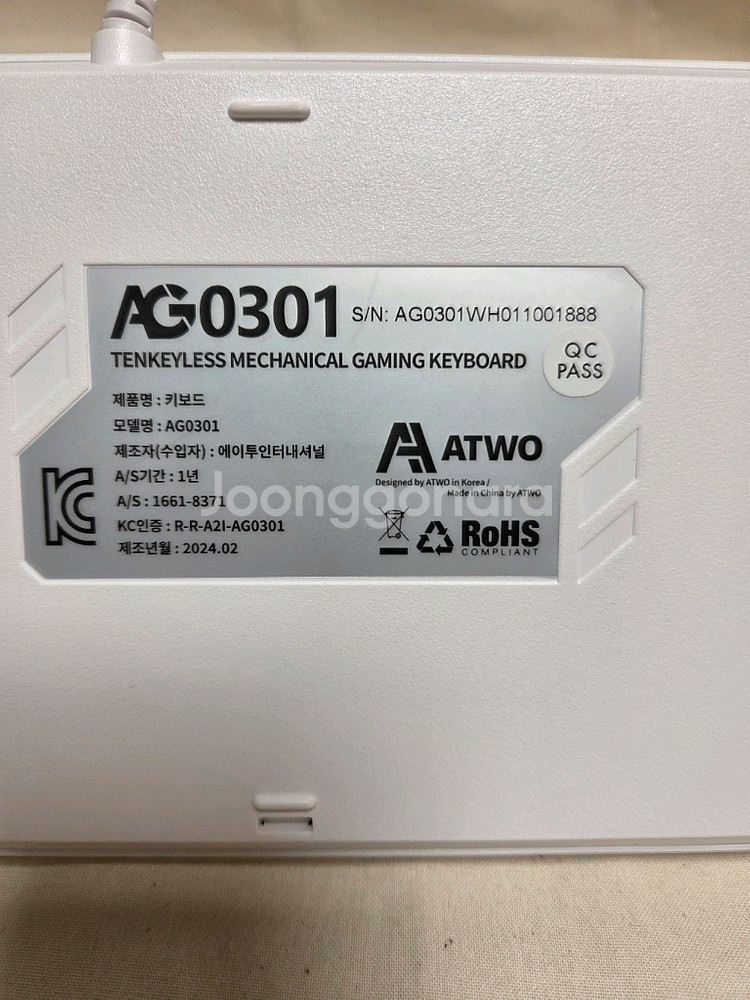 AG0301 S/N: AG0301WH011001888
TENKEYLESS MECHANICAL GAMING KEYBOARD
QC
PASS
제품명 : 키보드
모델명 : AG0301
제조자(수입자) : 에이투인터내셔널
A/S기간 : 1년
A/S : 1661-8371
KC인증 : R-R-A2I-AG0301
제조년월 : 2024.02
KC
ATWO
Designed by ATWO in Korea /
Made in China by ATWO
RoHS
COMPLIANT
Joonggonara